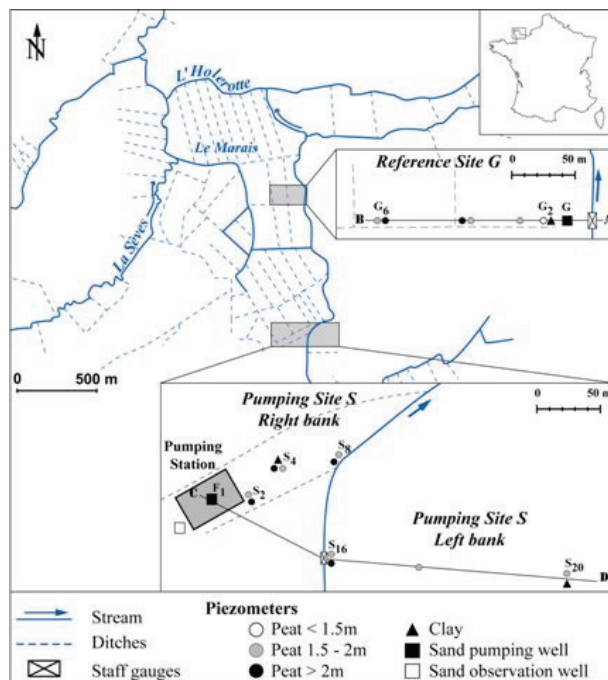 N
L'Holerotte
Le Marais
La Sèves
Reference Site G
0 50 m
B G6 G2 G A
0 500 m
Pumping Site S
Right bank
0 50 m
Pumping
Station
S8
S4
C F1 S2
Pumping Site S
Left bank
S16
S20
D
Stream
Ditches
Staff gauges
Piezometers
Peat < 1.5m
Peat 1.5 - 2m
Peat > 2m
Clay
Sand pumping well
Sand observation well